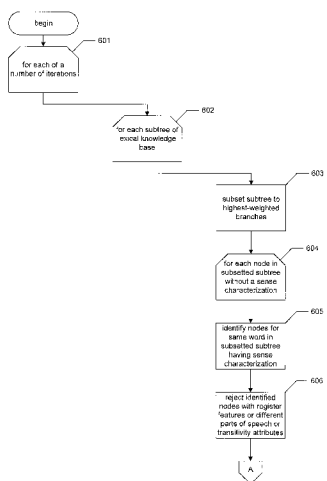 begin
601
for each of a
number of iterations
602
for each subtree of
exical knowledge
base
603
subset subtree to
highest-weighted
branches
604
for each node in
subsetted subtree
without a sense
characterization
605
identify nodes for
same word in
subsetted subtree
having sense
characterization
606
reject identified
nodes with register
features or different
parts of speech or
transitivity attributes
A